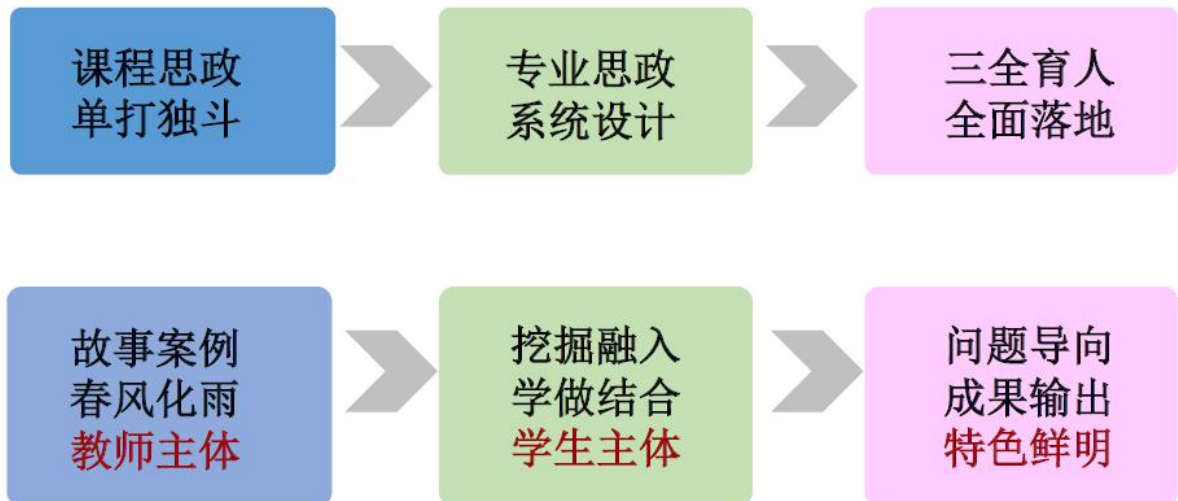 课程思政
单打独斗
专业思政
系统设计
三全育人
全面落地
故事案例
春风化雨
教师主体
挖掘融入
学做结合
学生主体
问题导向
成果输出
特色鲜明